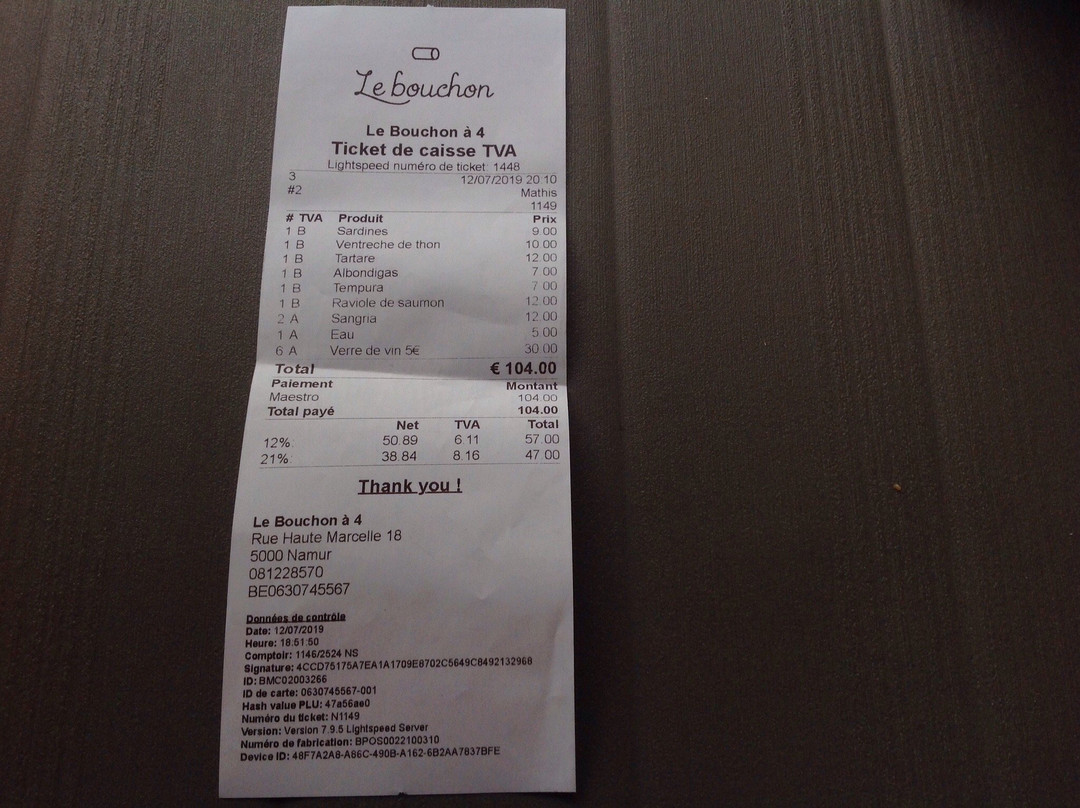 Le bouchon
Le Bouchon à 4
Ticket de caisse TVA
Lightspeed numéro de ticket: 1448
3 12/07/2019 20:10
#2 Mathis
1149
# TVA Produit Prix
1 B Sardines 9.00
1 B Ventreche de thon 10.00
1 B Tartare 12.00
1 B Albondigas 7.00
1 B Tempura 7.00
1 B Raviole de saumon 12.00
2 A Sangria 12.00
1 A Eau 5.00
6 A Verre de vin 5€ 30.00
Total € 104.00
Paiement Montant
Maestro 104.00
Total payé 104.00
Net TVA Total
12% 50.89 6.11 57.00
21% 38.84 8.16 47.00
Thank you !
Le Bouchon à 4
Rue Haute Marcelle 18
5000 Namur
081228570
BE0630745567
Données de contrôle
Date: 12/07/2019
Heure: 18:51:50
Comptoir: 1146/2524 NS
Signature: 4CCD75175A7EA1A1709E8702C5649C8492132968
ID: BMC02003266
ID de carte: 0630745567-001
Hash value PLU: 47a56ae0
Numéro du ticket: N1149
Version: Version 7.9.5 Lightspeed Server
Numéro de fabrication: BPOS0022100310
Device ID: 48F7A2A8-A86C-490B-A162-6B2AA7837BFE